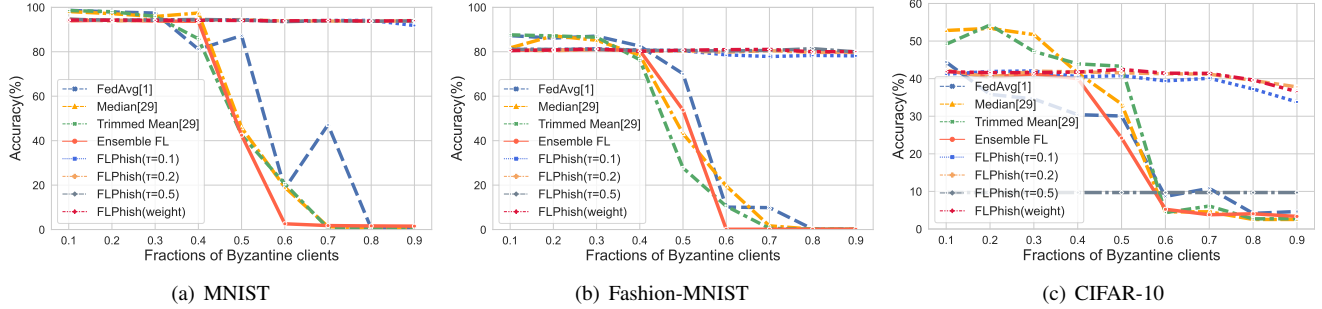 Accuracy(%)
100
80
60
40
20
0
FedAvg[1]
Median[29]
Trimmed Mean[29]
Ensemble FL
FLPhish(τ=0.1)
FLPhish(τ=0.2)
FLPhish(τ=0.5)
FLPhish(weight)
0.1 0.2 0.3 0.4 0.5 0.6 0.7 0.8 0.9
Fractions of Byzantine clients
(a) MNIST
Accuracy(%)
100
80
60
40
20
0
FedAvg[1]
Median[29]
Trimmed Mean[29]
Ensemble FL
FLPhish(τ=0.1)
FLPhish(τ=0.2)
FLPhish(τ=0.5)
FLPhish(weight)
0.1 0.2 0.3 0.4 0.5 0.6 0.7 0.8 0.9
Fractions of Byzantine clients
(b) Fashion-MNIST
Accuracy(%)
60
50
40
30
20
10
0
FedAvg[1]
Median[29]
Trimmed Mean[29]
Ensemble FL
FLPhish(τ=0.1)
FLPhish(τ=0.2)
FLPhish(τ=0.5)
FLPhish(weight)
0.1 0.2 0.3 0.4 0.5 0.6 0.7 0.8 0.9
Fractions of Byzantine clients
(c) CIFAR-10